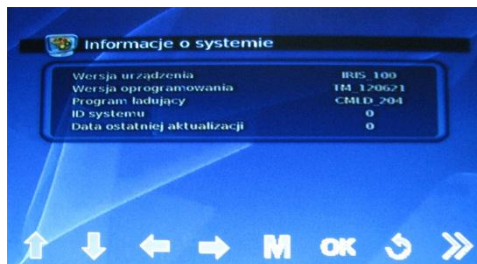 Informacje o systemie
Wersja urządzenia IRIS_100
Wersja oprogramowania TM_120621
Program ładujący CMLD_204
ID systemu 0
Data ostatniej aktualizacji 0
M OK